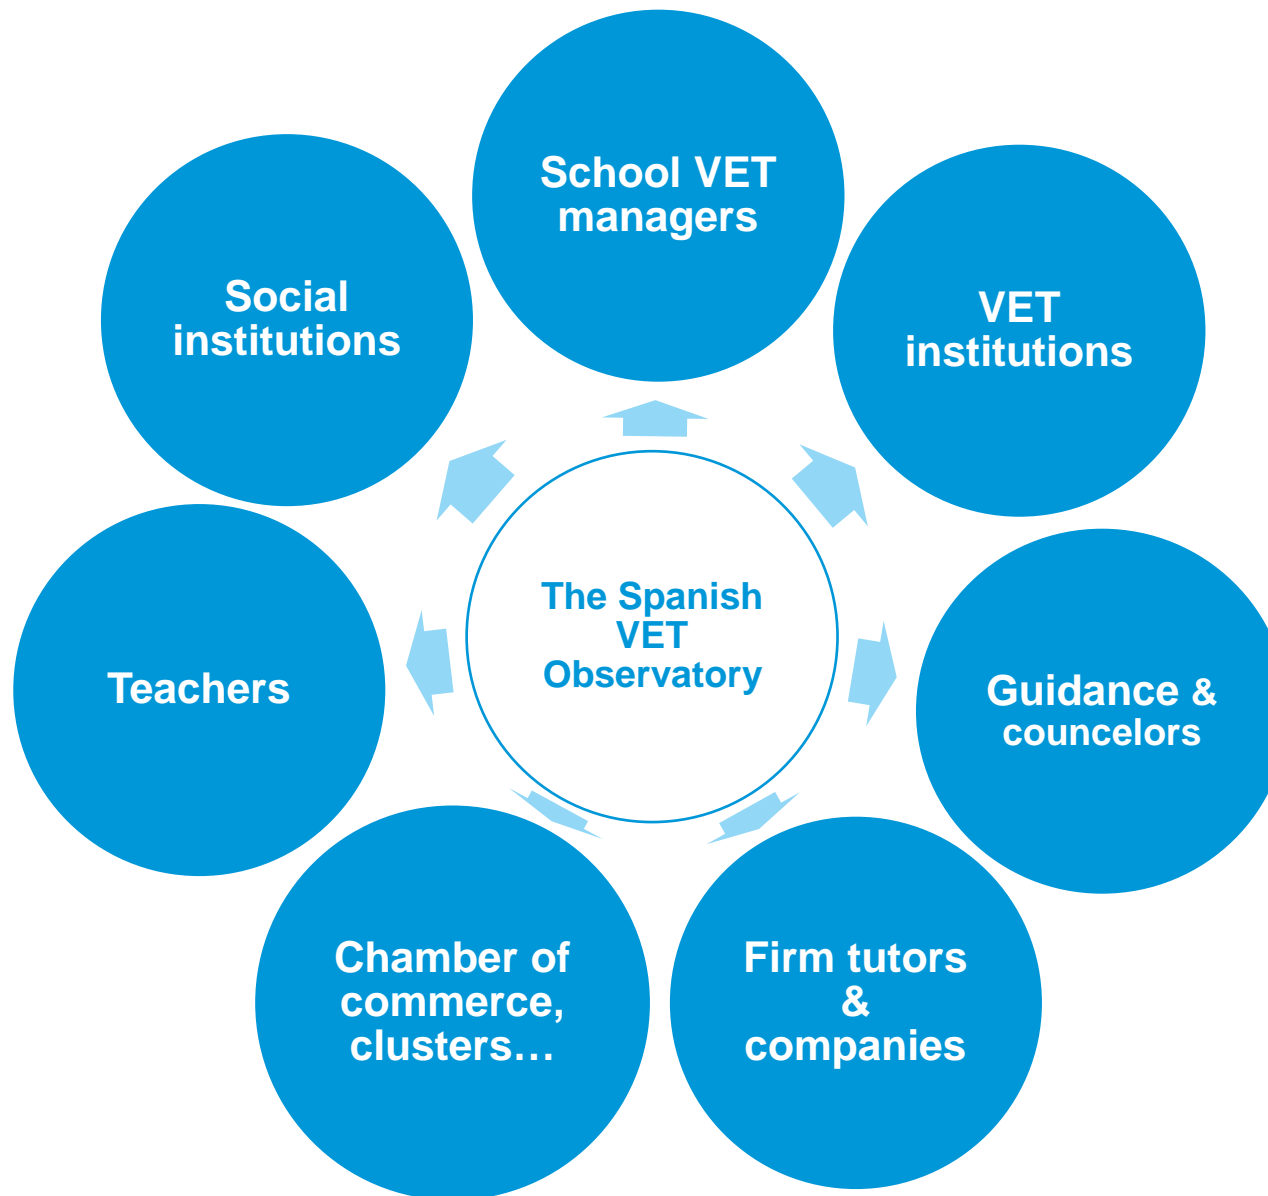 School VET
managers
Social
institutions
VET
institutions
The Spanish
VET
Observatory
Teachers
Guidance &
councelors
Chamber of
commerce,
clusters…
Firm tutors
&
companies